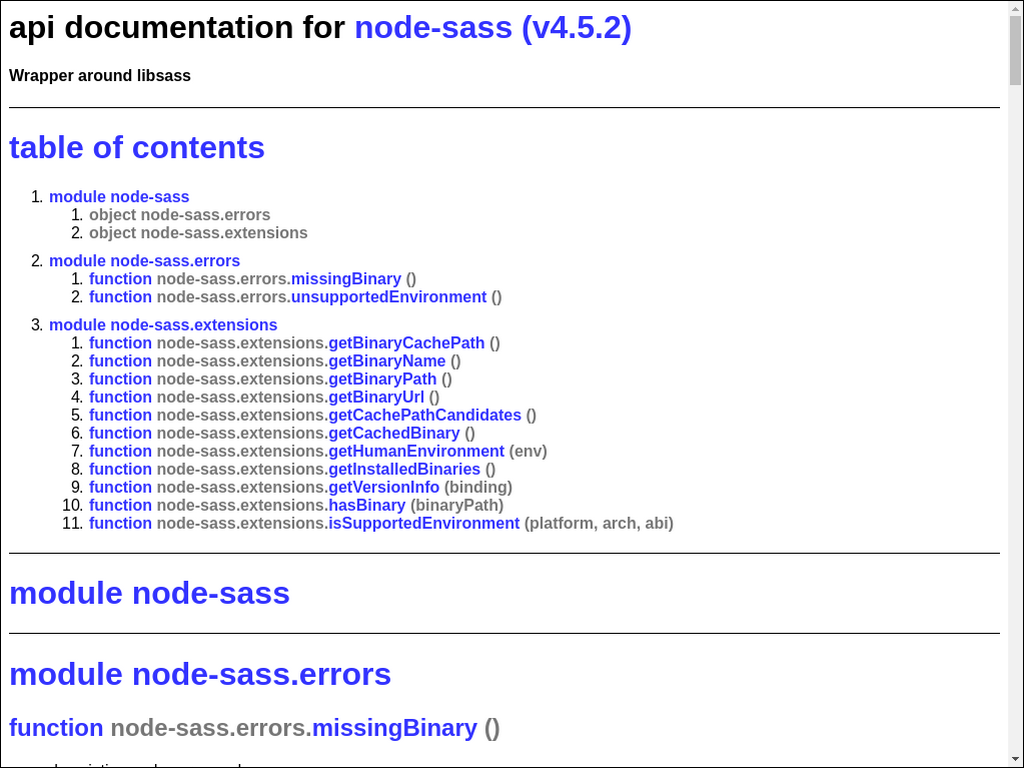 api documentation for node-sass (v4.5.2)
Wrapper around libsass
table of contents
1. module node-sass
1. object node-sass.errors
2. object node-sass.extensions
2. module node-sass.errors
1. function node-sass.errors.missingBinary ()
2. function node-sass.errors.unsupportedEnvironment ()
3. module node-sass.extensions
1. function node-sass.extensions.getBinaryCachePath ()
2. function node-sass.extensions.getBinaryName ()
3. function node-sass.extensions.getBinaryPath ()
4. function node-sass.extensions.getBinaryUrl ()
5. function node-sass.extensions.getCachePathCandidates ()
6. function node-sass.extensions.getCachedBinary ()
7. function node-sass.extensions.getHumanEnvironment (env)
8. function node-sass.extensions.getInstalledBinaries ()
9. function node-sass.extensions.getVersionInfo (binding)
10. function node-sass.extensions.hasBinary (binaryPath)
11. function node-sass.extensions.isSupportedEnvironment (platform, arch, abi)
module node-sass
module node-sass.errors
function node-sass.errors.missingBinary ()